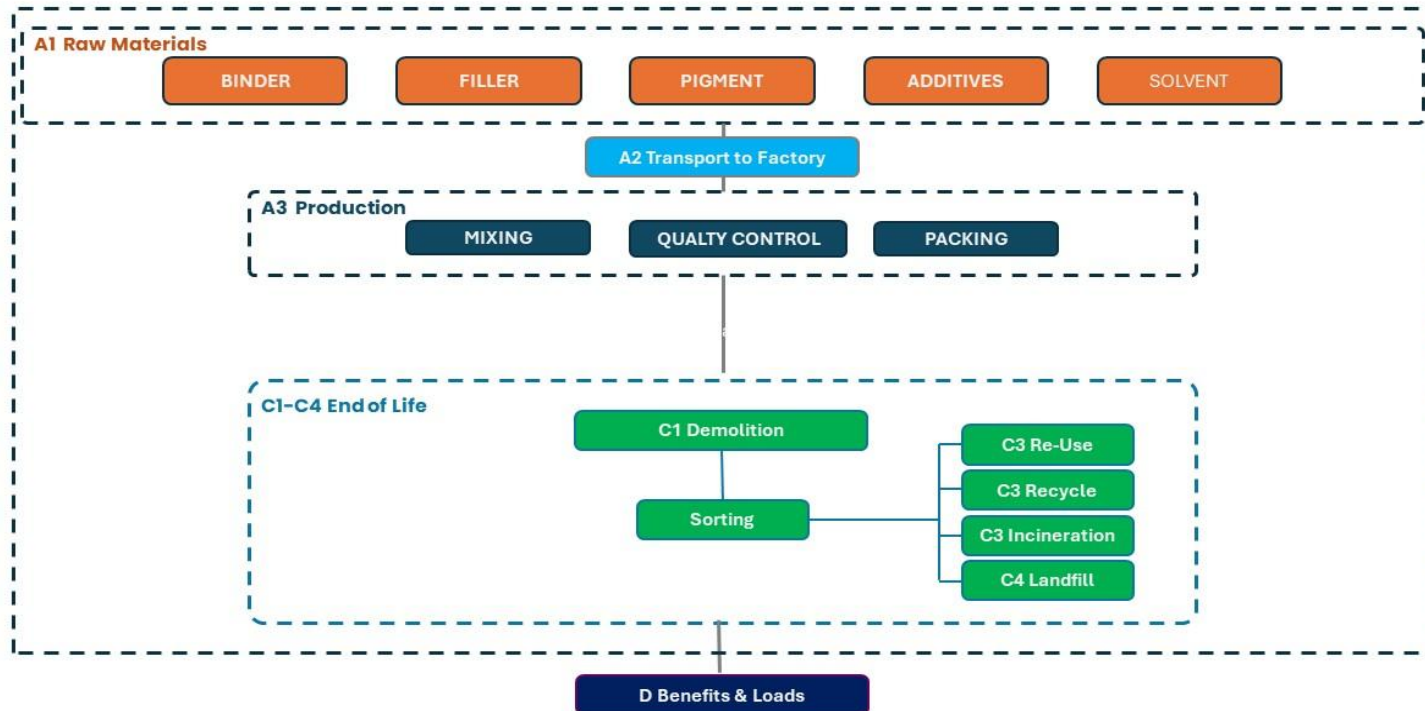 A1 Raw Materials
BINDER
FILLER
PIGMENT
ADDITIVES
SOLVENT
A2 Transport to Factory
A3 Production
MIXING
QUALTY CONTROL
PACKING
C1-C4 End of Life
C1 Demolition
C3 Re-Use
C3 Recycle
Sorting
C3 Incineration
C4 Landfill
D Benefits & Loads